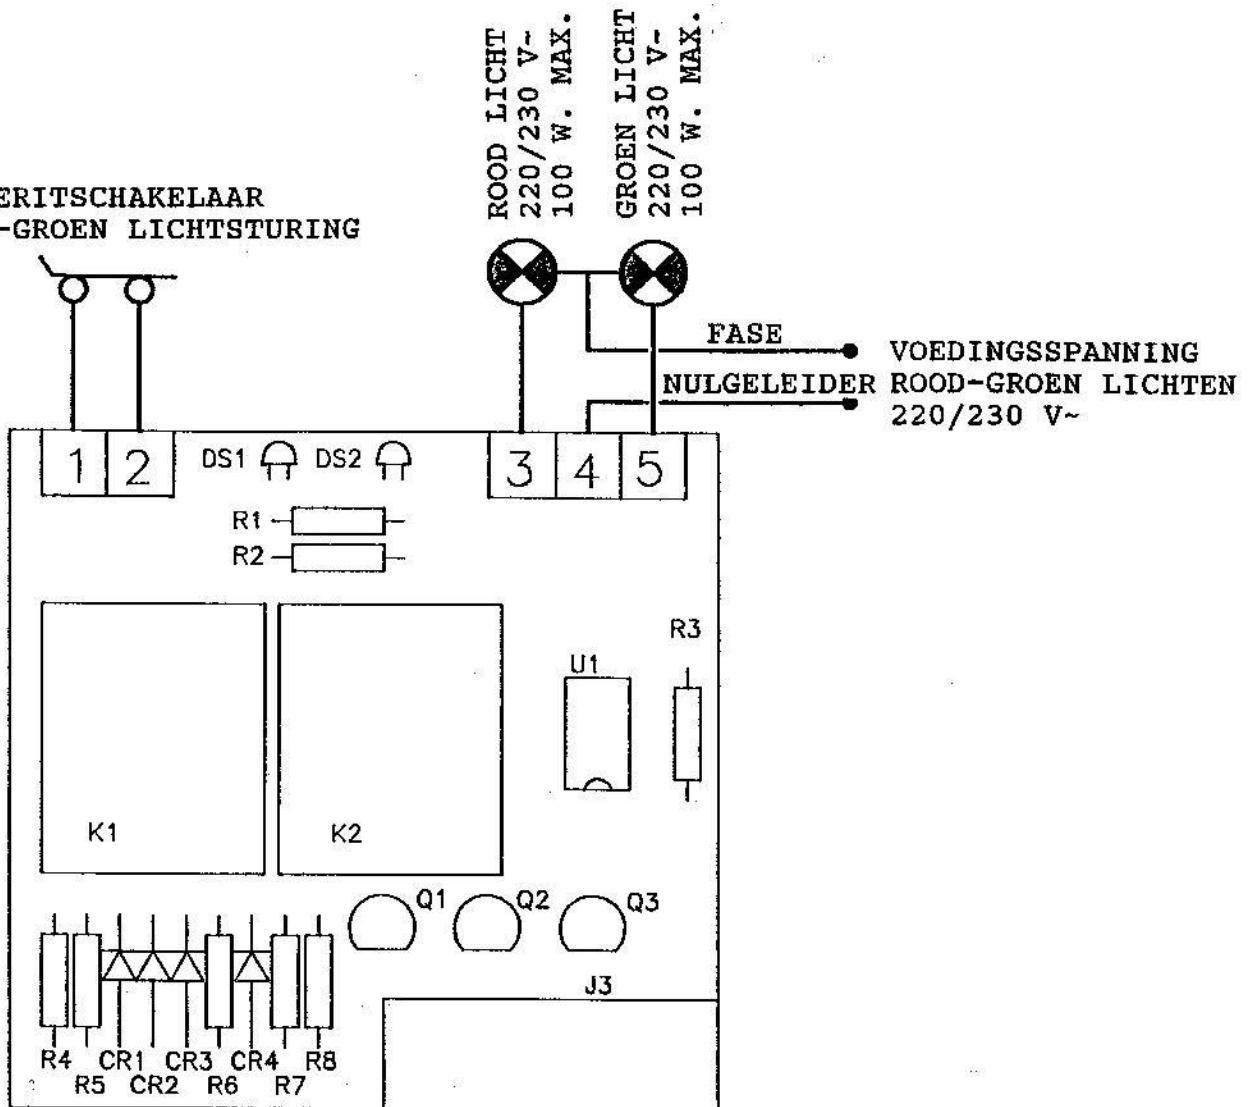 ROOD LICHT
220/230 V~
100 W. MAX.
GROEN LICHT
220/230 V~
100 W. MAX.
ERITSCHAKELAAR
-GROEN LICHTSTURING
FASE
VOEDINGSSPANNING
NULGELEIDER ROOD-GROEN LICHTEN
220/230 V~
1 2
DS1
DS2
3 4 5
R1
R2
R3
U1
K1
K2
Q1
Q2
Q3
J3
R4 CR1 CR3 CR4 R8
R5 CR2 R6 R7